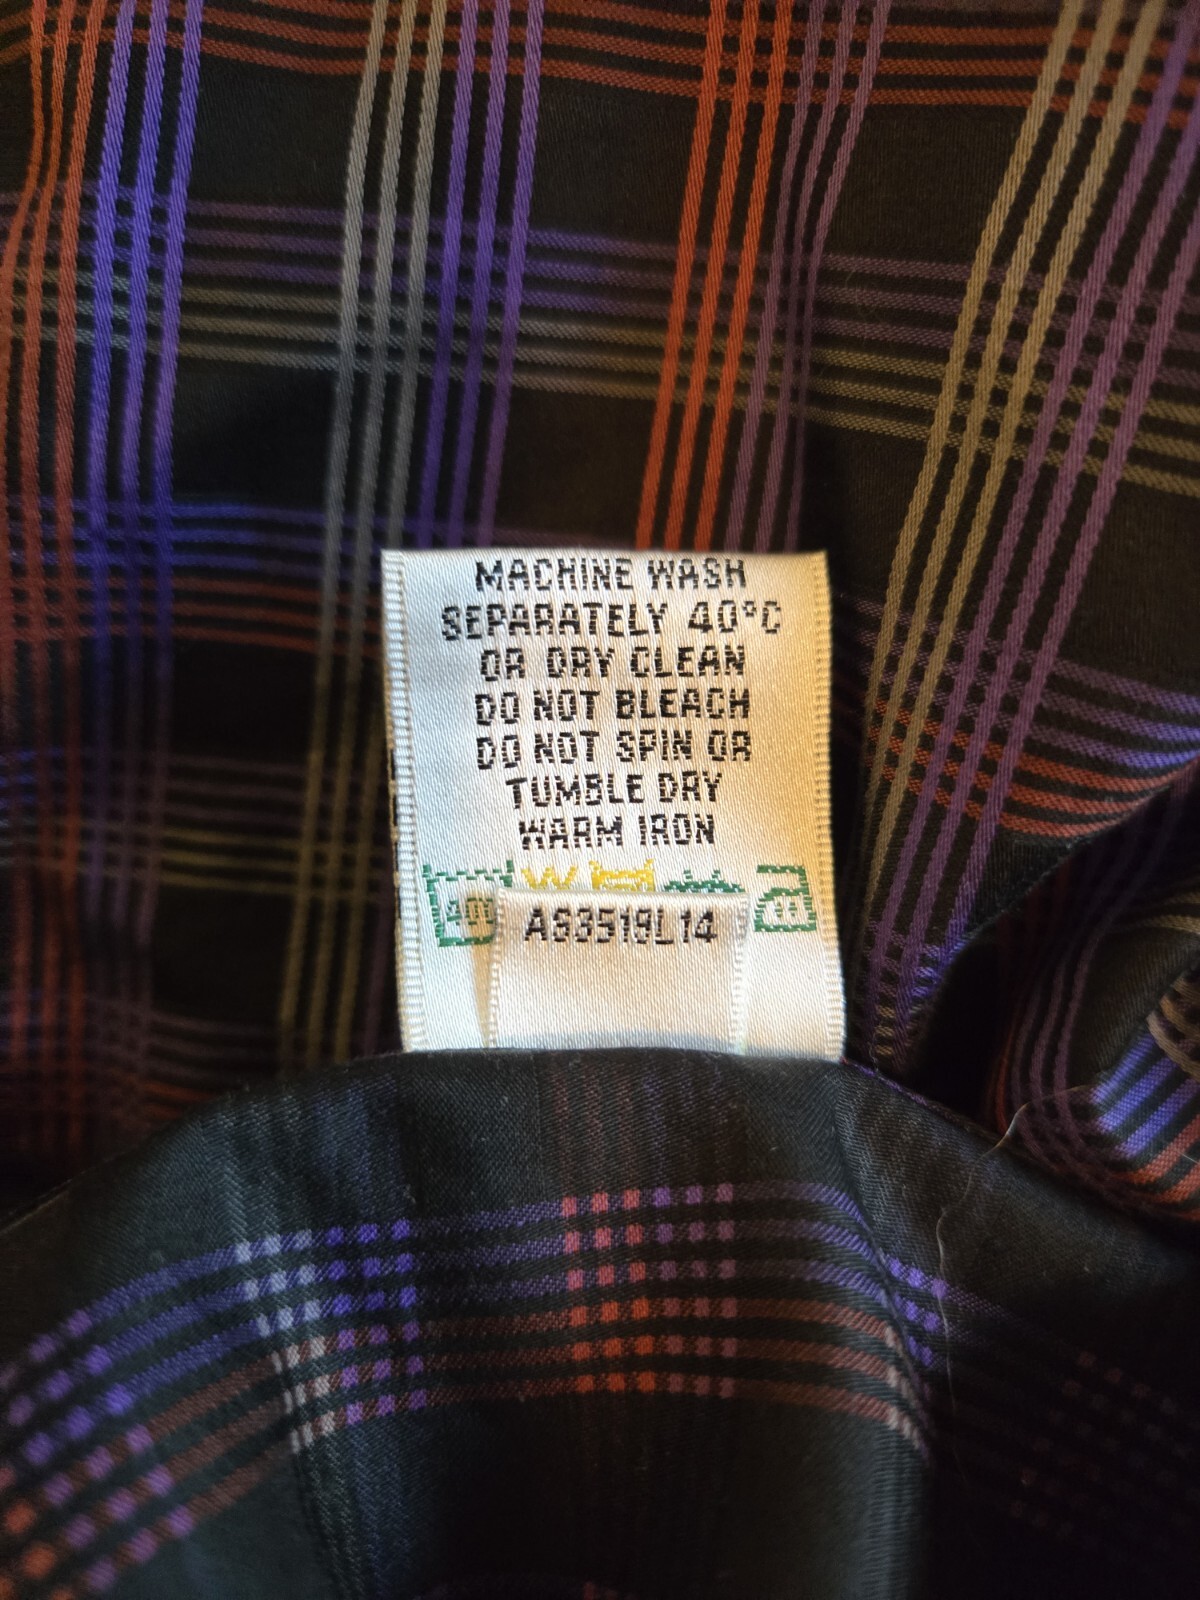 MACHINE WASH
SEPARATELY 40°C
OR DRY CLEAN
DO NOT BLEACH
DO NOT SPIN OR
TUMBLE DRY
WARM IRON
AS3519L14